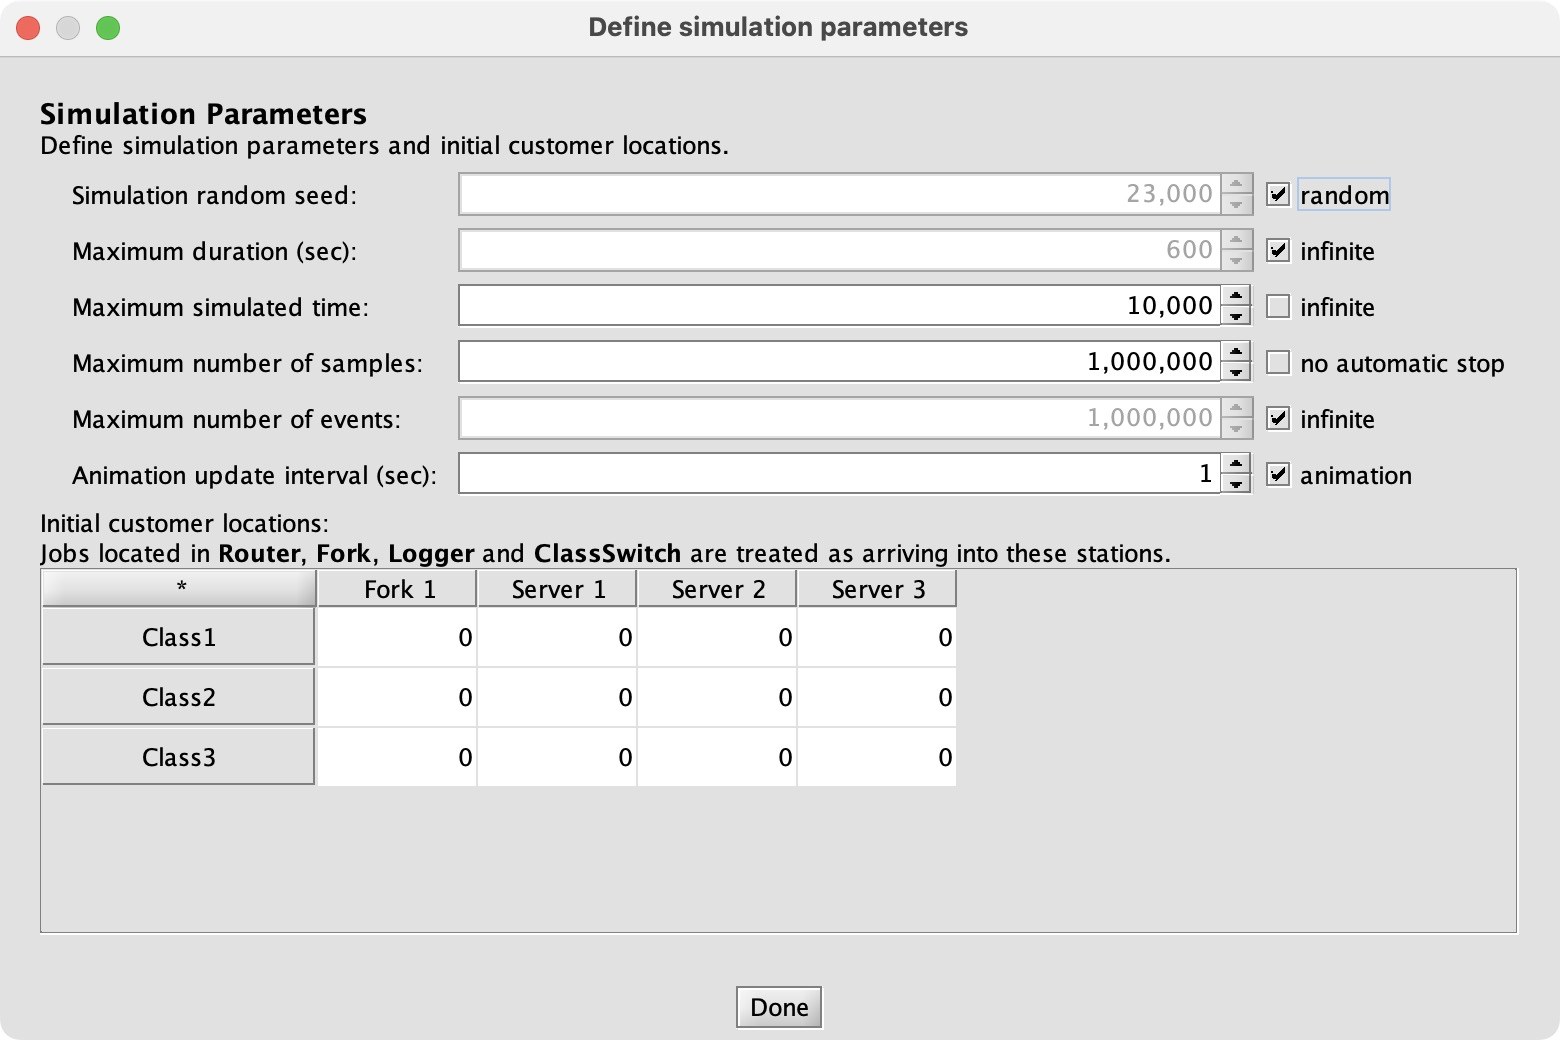 Define simulation parameters
Simulation Parameters
Define simulation parameters and initial customer locations.
Simulation random seed: 23,000 random
Maximum duration (sec): 600 infinite
Maximum simulated time: 10,000 infinite
Maximum number of samples: 1,000,000 no automatic stop
Maximum number of events: 1,000,000 infinite
Animation update interval (sec): 1 animation
Initial customer locations:
Jobs located in Router, Fork, Logger and ClassSwitch are treated as arriving into these stations.
* Fork 1 Server 1 Server 2 Server 3
Class1 0 0 0 0
Class2 0 0 0 0
Class3 0 0 0 0
Done